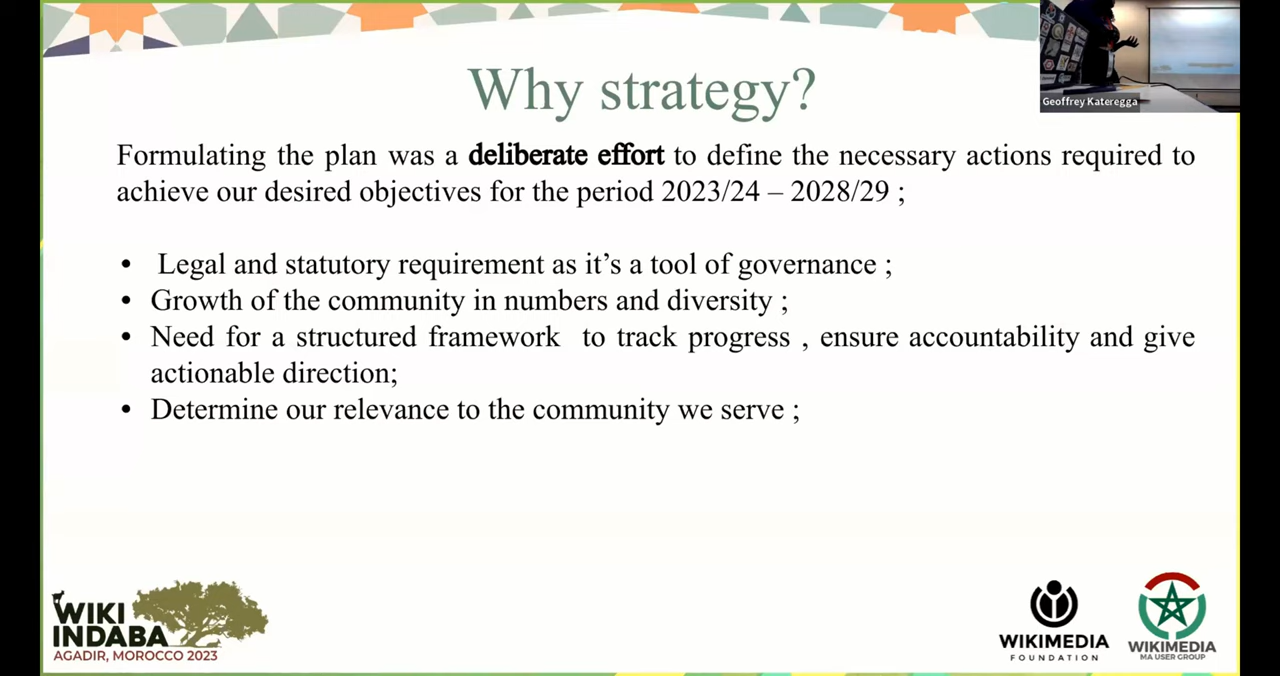 Why strategy?
Geoffrey Kateregga
Formulating the plan was a deliberate effort to define the necessary actions required to
achieve our desired objectives for the period 2023/24 – 2028/29 ;
• Legal and statutory requirement as it’s a tool of governance ;
• Growth of the community in numbers and diversity ;
• Need for a structured framework to track progress , ensure accountability and give
actionable direction;
• Determine our relevance to the community we serve ;
WIKI
INDABA
AGADIR, MOROCCO 2023
WIKIMEDIA
FOUNDATION
WIKIMEDIA
MA USER GROUP